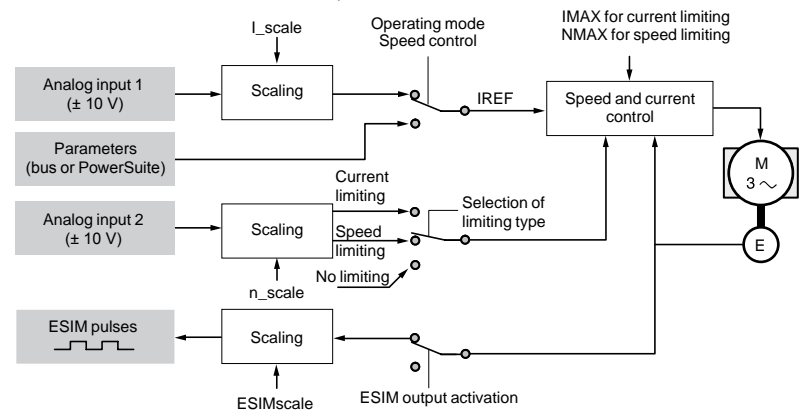 I_scale
Operating mode
Speed control
IMAX for current limiting
NMAX for speed limiting
Analog input 1
(± 10 V)
Scaling
IREF
Speed and current
control
Parameters
(bus or PowerSuite)
M
3 ~
Current
limiting
Selection of
limiting type
Analog input 2
(± 10 V)
Scaling
Speed
limiting
E
No limiting
n_scale
ESIM pulses
Scaling
ESIMscale
ESIM output activation